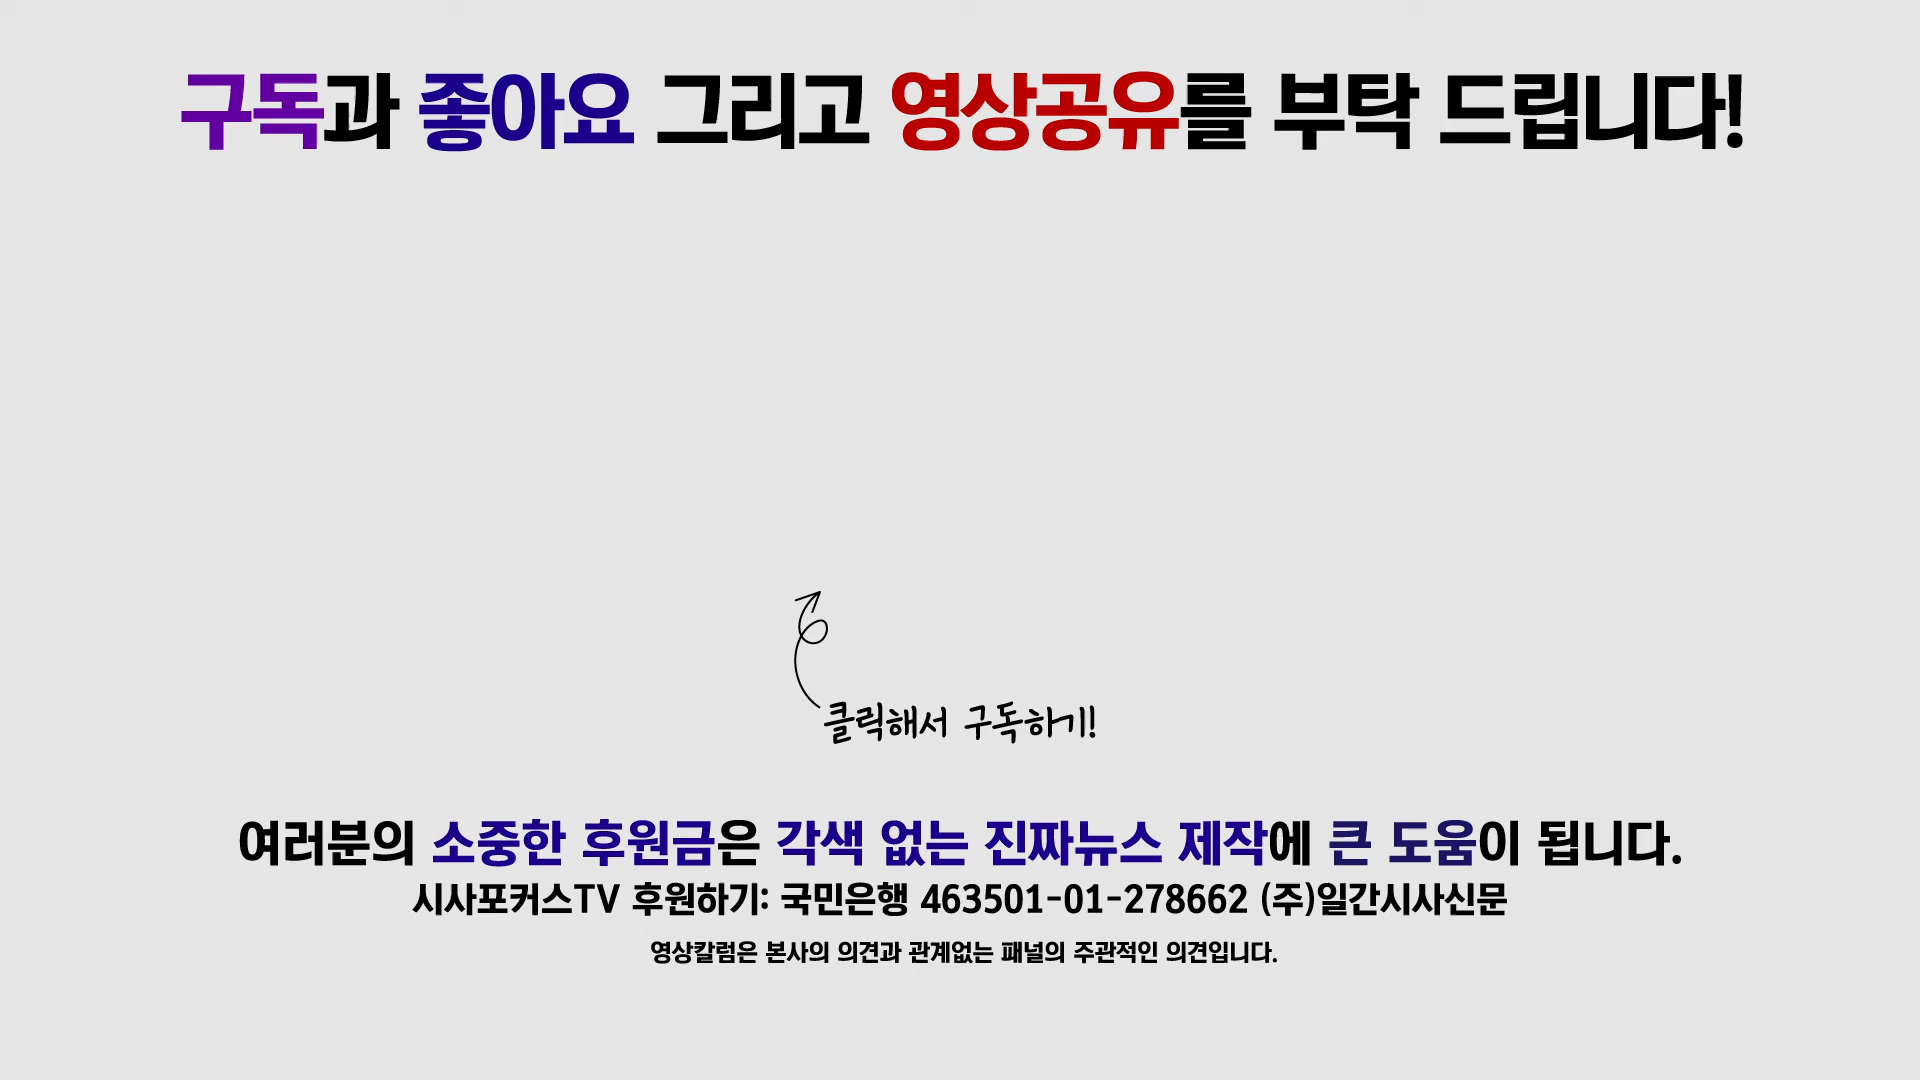 구독과 좋아요 그리고 영상공유를 부탁 드립니다!
클릭해서 구독하기!
여러분의 소중한 후원금은 각색 없는 진짜뉴스 제작에 큰 도움이 됩니다.
시사포커스TV 후원하기: 국민은행 463501-01-278662 (주)일간시사신문
영상칼럼은 본사의 의견과 관계없는 패널의 주관적인 의견입니다.